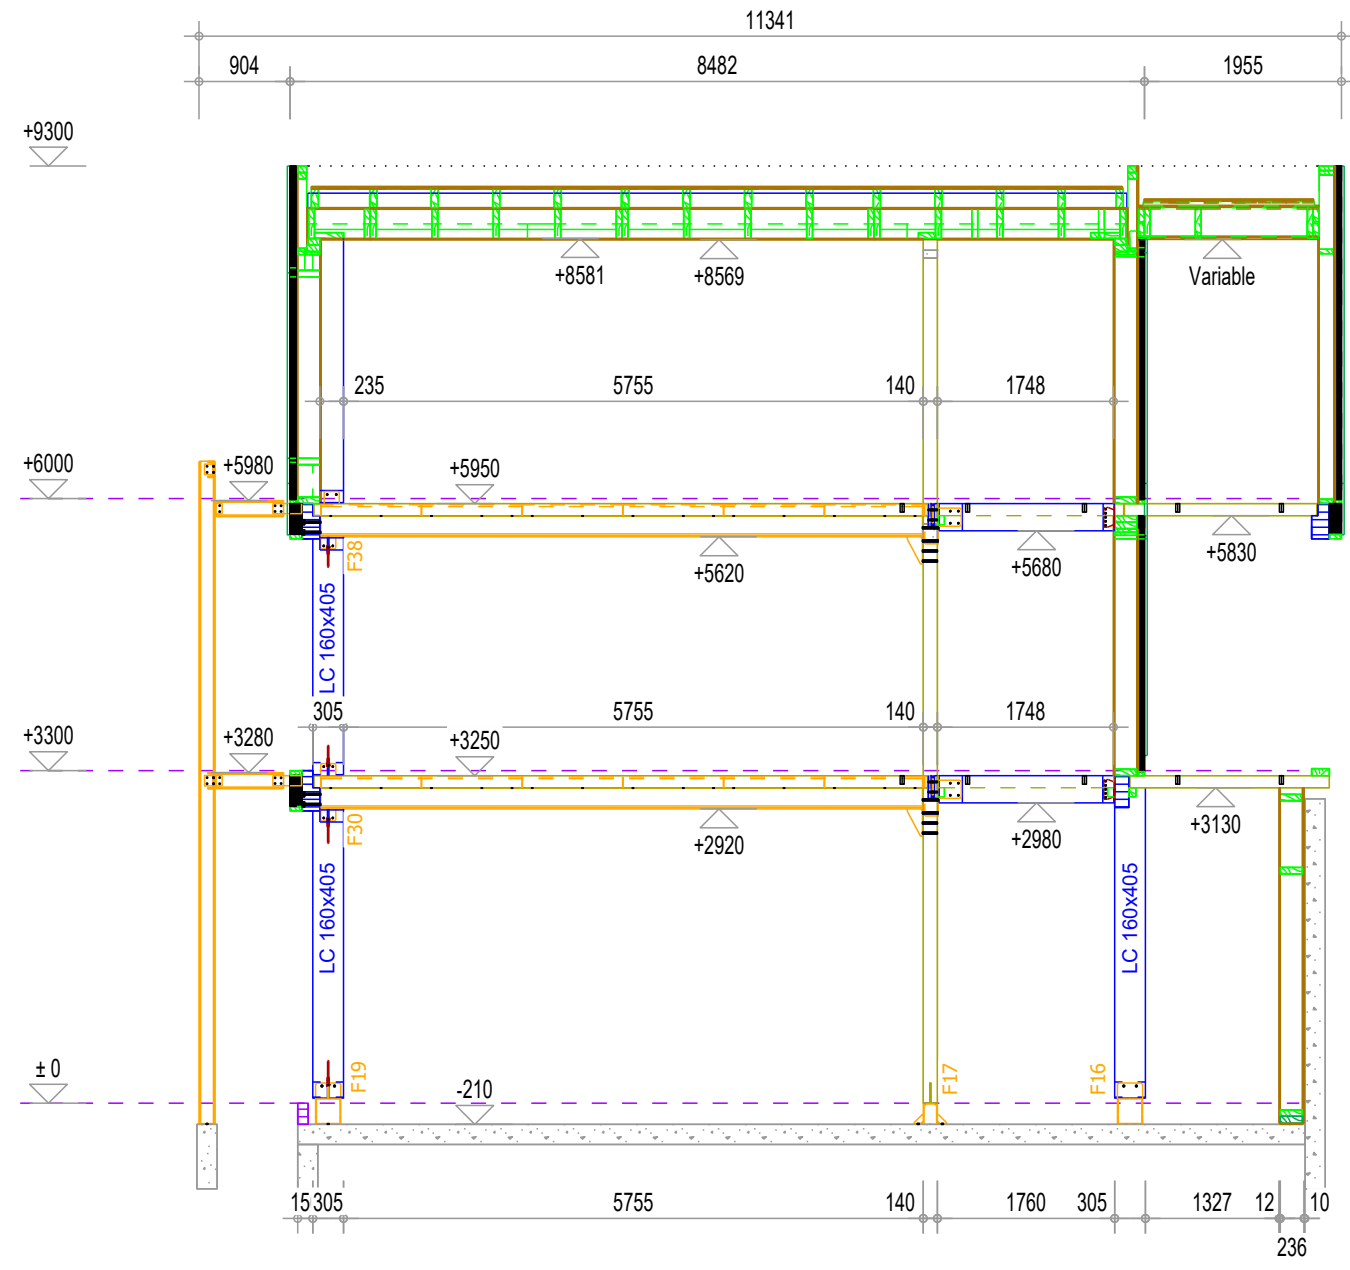 11341
904 8482 1955
+9300
+8581 +8569 Variable
235 5755 140 1748
+6000 +5980 +5950
F38 +5620 +5680 +5830
LC 160x405
305 5755 140 1748
+3300 +3280 +3250
F30 +2920 +2980 +3130
LC 160x405 LC 160x405
± 0 F19 -210 F17 F16
15 305 5755 140 1760 305 1327 12 10
236